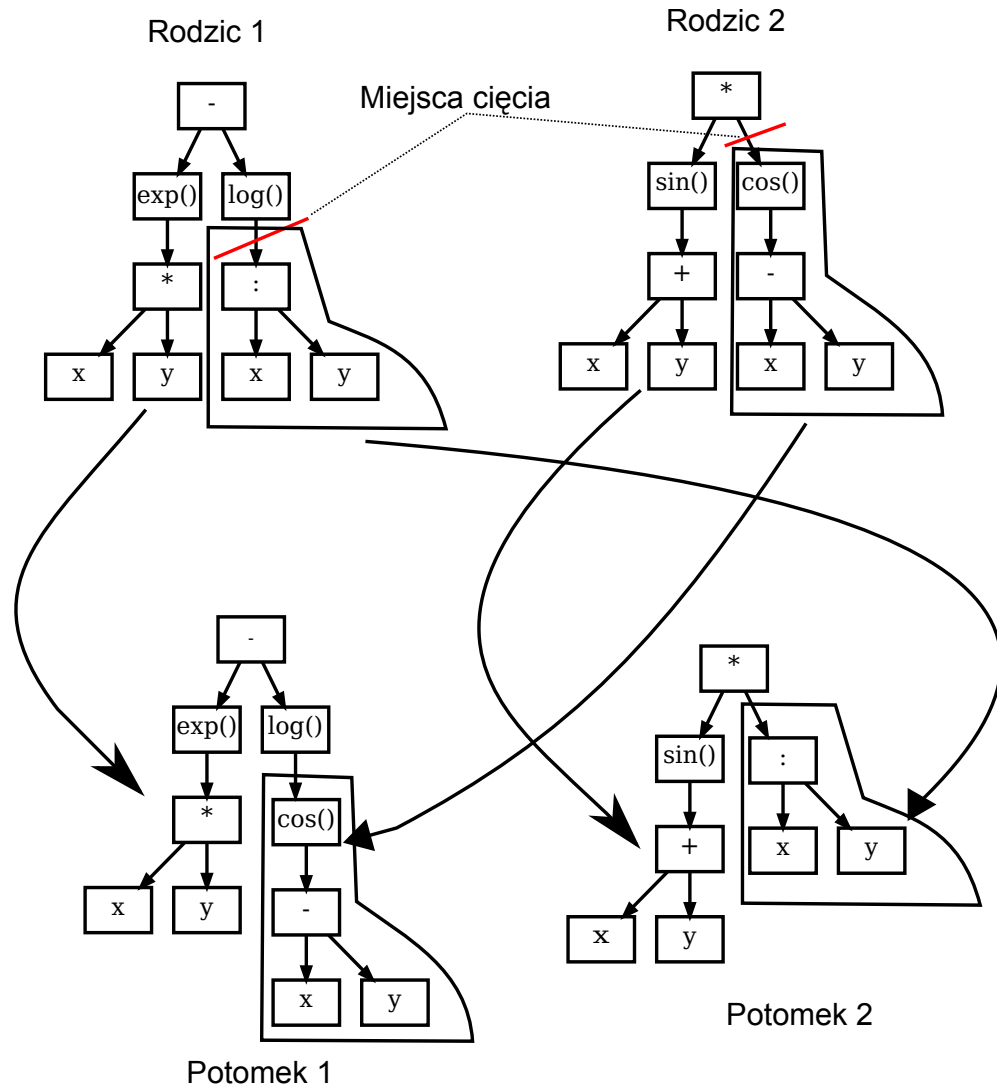 Rodzic 1
Rodzic 2
Miejsca cięcia
-
exp() log()
* :
x y x y
*
sin() cos()
+ -
x y x y
-
exp() log()
* cos()
x y -
x y
Potomek 1
*
sin() :
+ x y
x y
Potomek 2